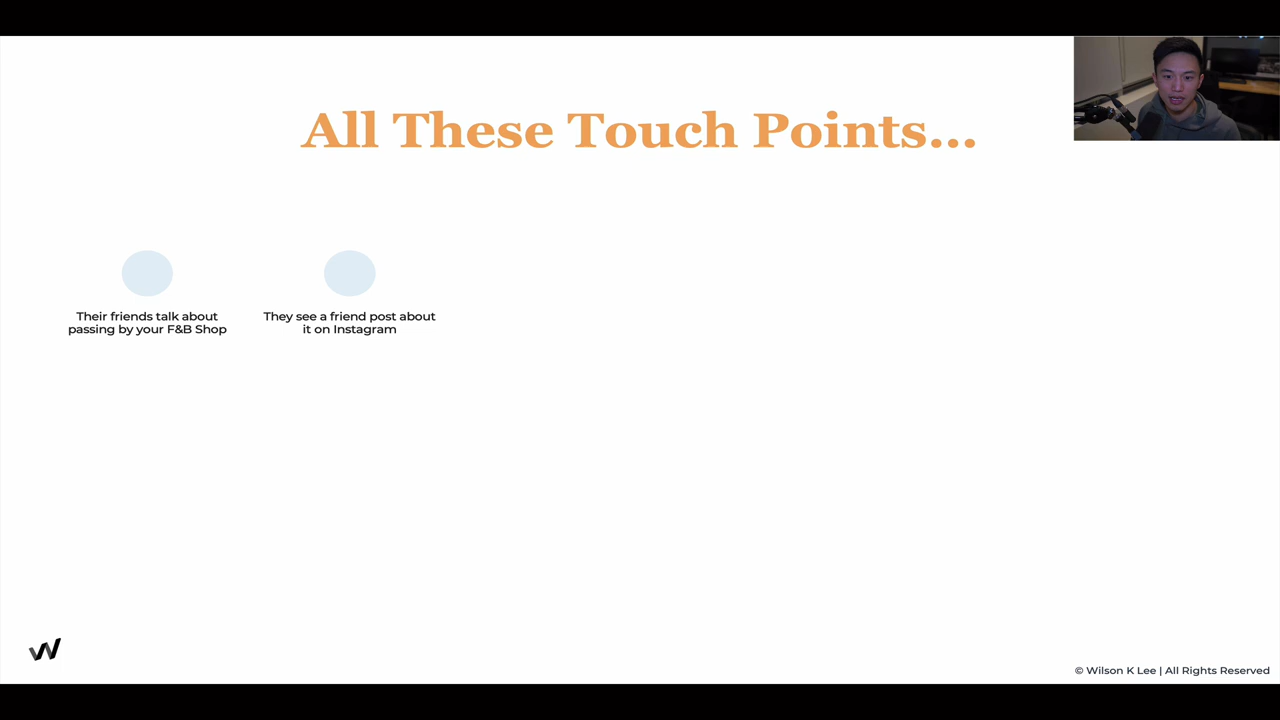 All These Touch Points...
Their friends talk about
passing by your F&B Shop
They see a friend post about
it on Instagram
© Wilson K Lee | All Rights Reserved